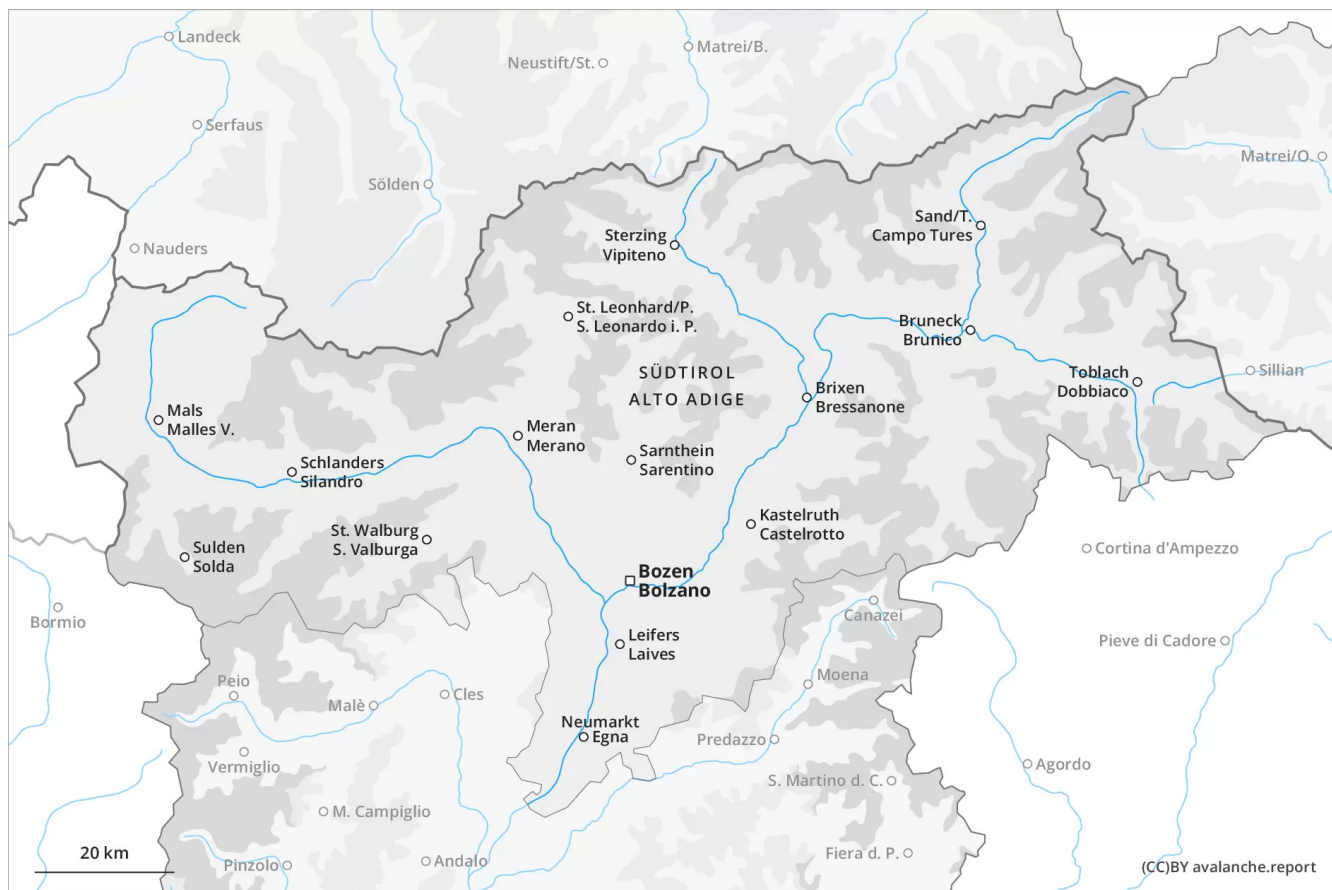 Landeck
Matrei/B.
Neustift/St.
Serfaus
Matrei/O.
Sölden
Sand/T.
Campo Tures
Sterzing
Vipiteno
Nauders
St. Leonhard/P.
S. Leonardo i. P.
Bruneck
Brunico
SÜDTIROL
ALTO ADIGE
Toblach
Dobbiaco
Sillian
Brixen
Bressanone
Mals
Malles V.
Meran
Merano
Sarnthein
Sarentino
Schlanders
Silandro
Kastelruth
Castelrotto
St. Walburg
S. Valburga
Sulden
Solda
Cortina d'Ampezzo
Bozen
Bolzano
Bormio
Canazei
Leifers
Laives
Pieve di Cadore
Peio
Moena
Cles
Malè
Neumarkt
Egna
Predazzo
Vermiglio
Agordo
S. Martino d. C.
M. Campiglio
20 km
Pinzolo
Andalo
Fiera d. P.
(CC)BY avalanche.report